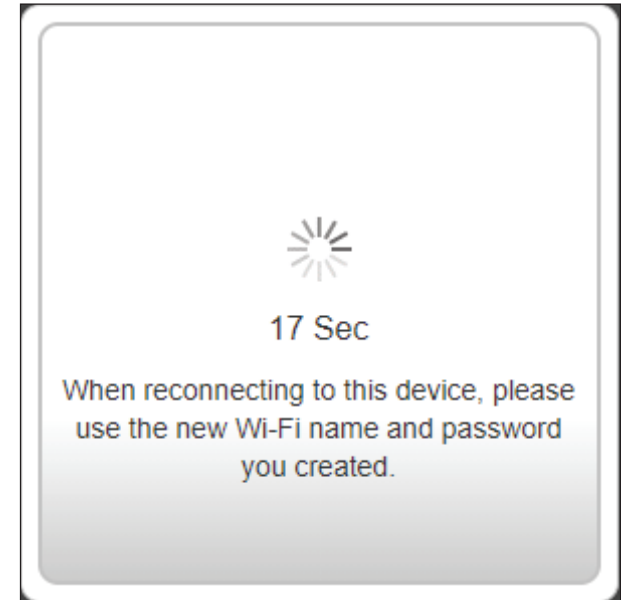 17 Sec
When reconnecting to this device, please
use the new Wi-Fi name and password
you created.